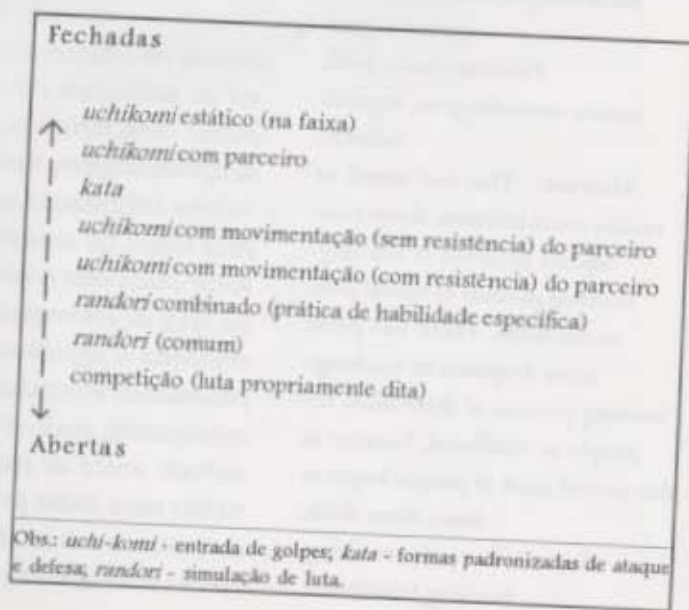 Fechadas
uchikomi estático (na faixa)
uchikomi com parceiro
kata
uchikomi com movimentação (sem resistência) do parceiro
uchikomi com movimentação (com resistência) do parceiro
randori combinado (prática de habilidade específica)
randori (comum)
competição (luta propriamente dita)
Abertas
Obs.: uchi-komi - entrada de golpes; kata - formas padronizadas de ataque
e defesa; randori - simulação de luta.